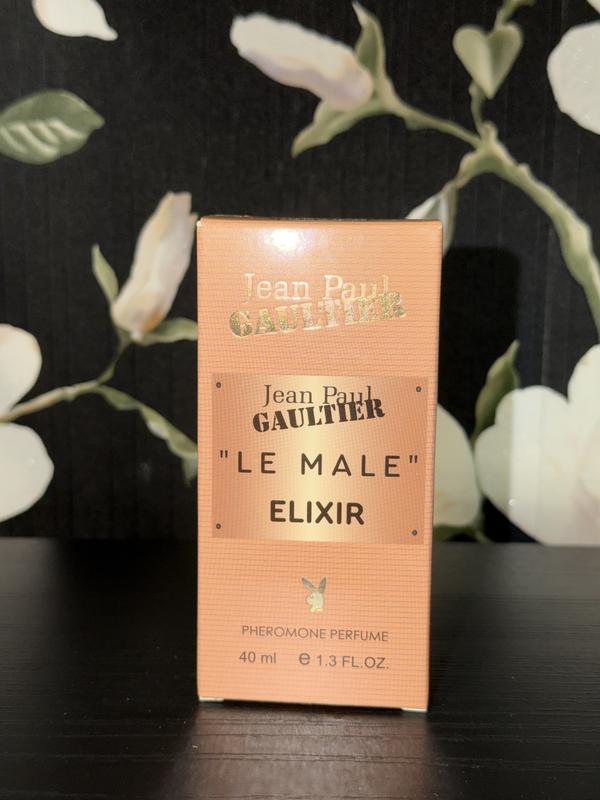 Jean Paul
GAULTIER
Jean Paul
GAULTIER
"LE MALE"
ELIXIR
PHEROMONE PERFUME
40 ml e 1.3 FL.OZ.